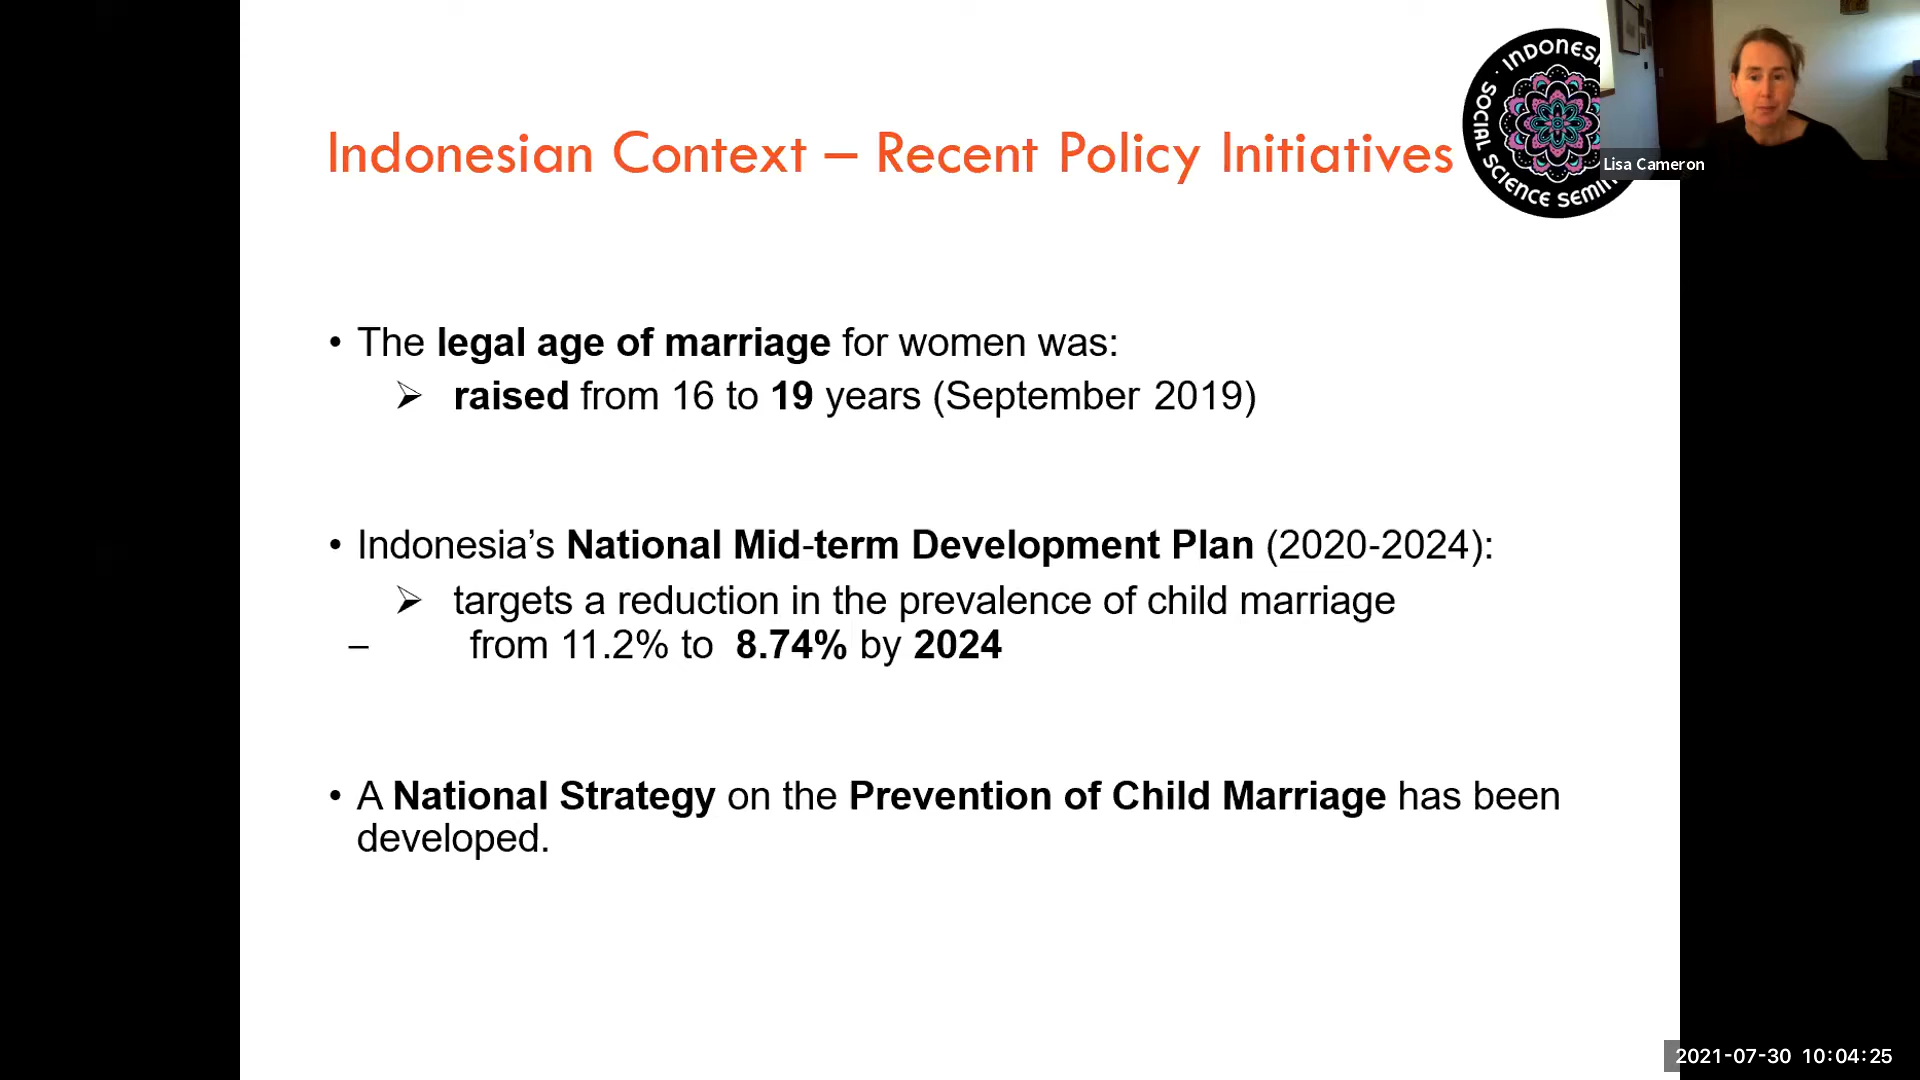 Indonesian Context – Recent Policy Initiatives
SOCIAL SCIENCE
Lisa Cameron
• The legal age of marriage for women was:
➢ raised from 16 to 19 years (September 2019)
• Indonesia’s National Mid-term Development Plan (2020-2024):
➢ targets a reduction in the prevalence of child marriage
– from 11.2% to 8.74% by 2024
• A National Strategy on the Prevention of Child Marriage has been
developed.
2021-07-30 10:04:25